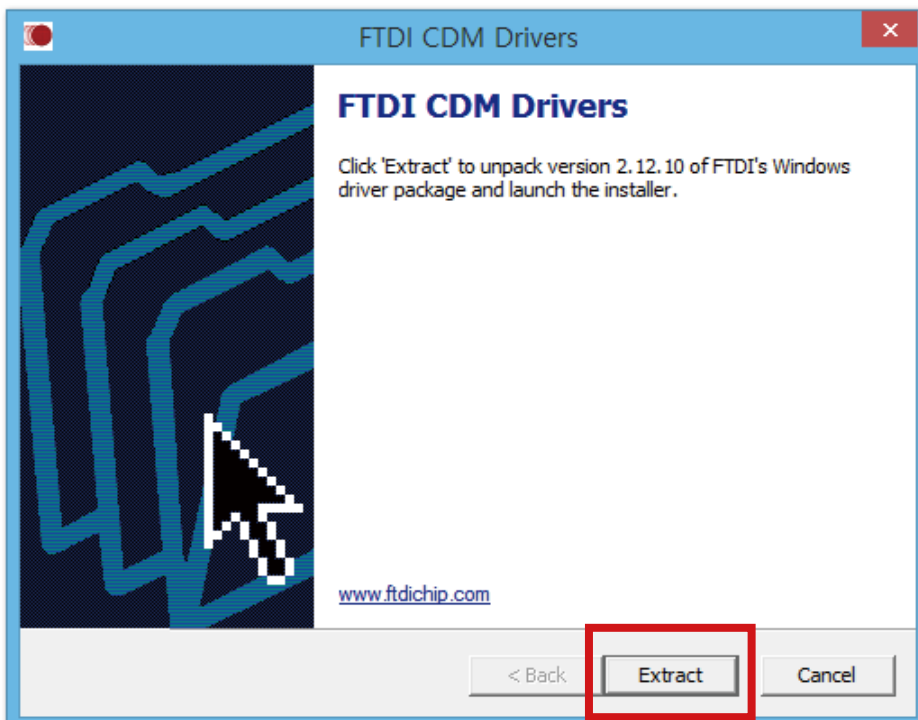 FTDI CDM Drivers
FTDI CDM Drivers
Click 'Extract' to unpack version 2.12.10 of FTDI's Windows
driver package and launch the installer.
www.ftdichip.com
< Back
Extract
Cancel